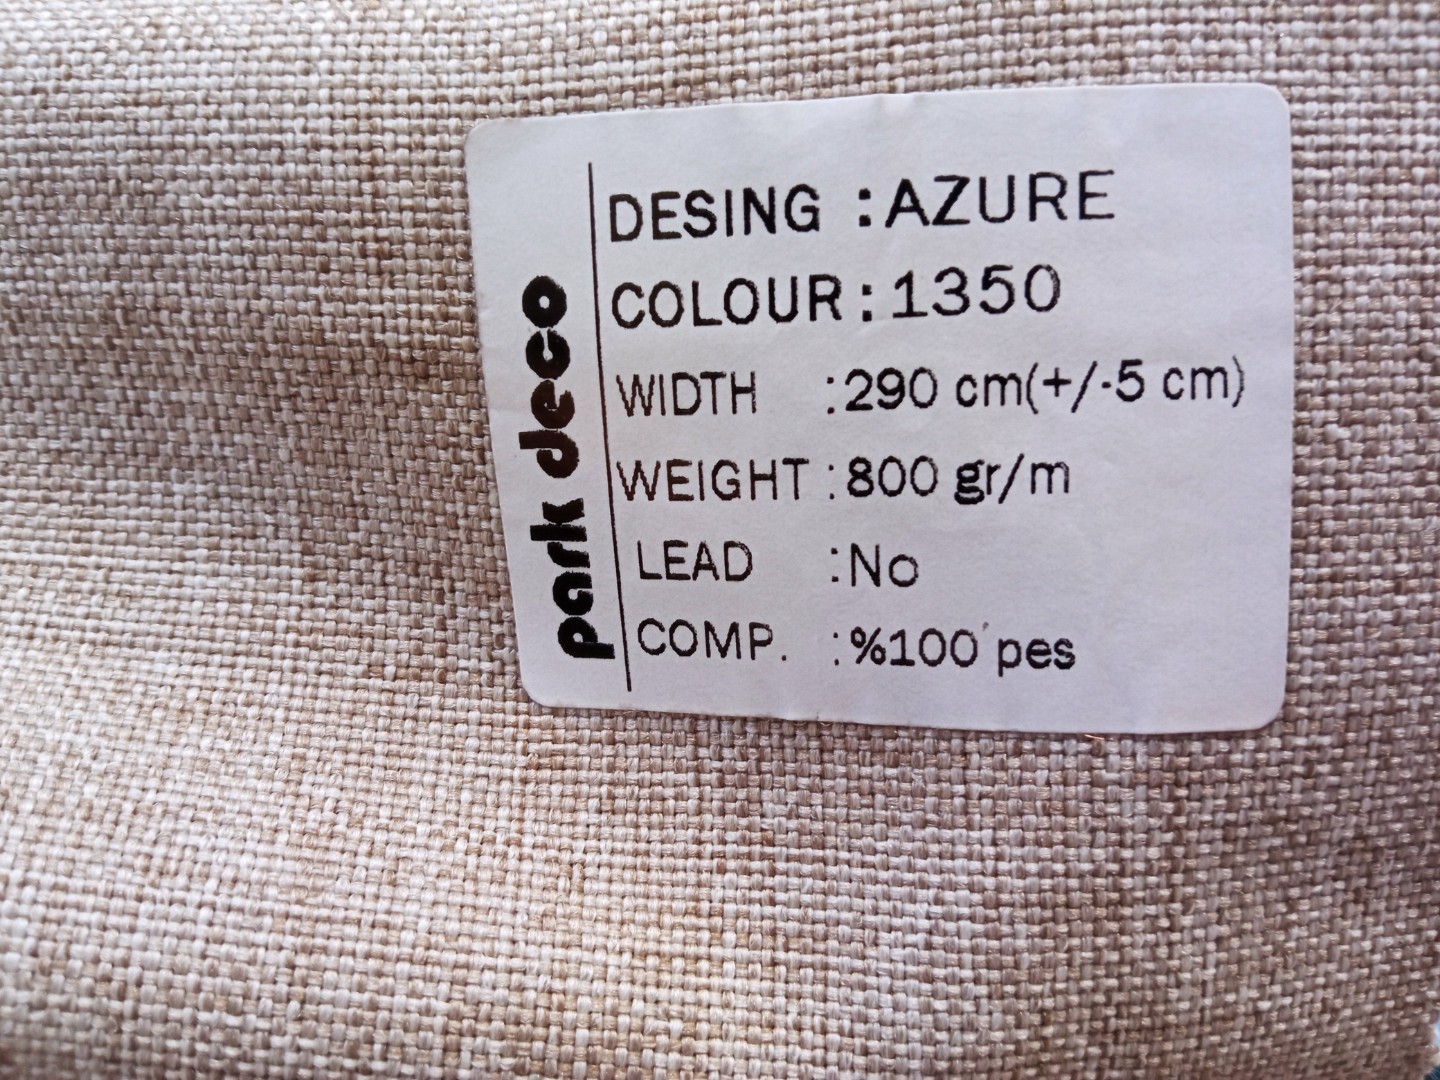 park deco
DESING : AZURE
COLOUR : 1350
WIDTH : 290 cm(+/-5 cm)
WEIGHT : 800 gr/m
LEAD : No
COMP. : %100 pes